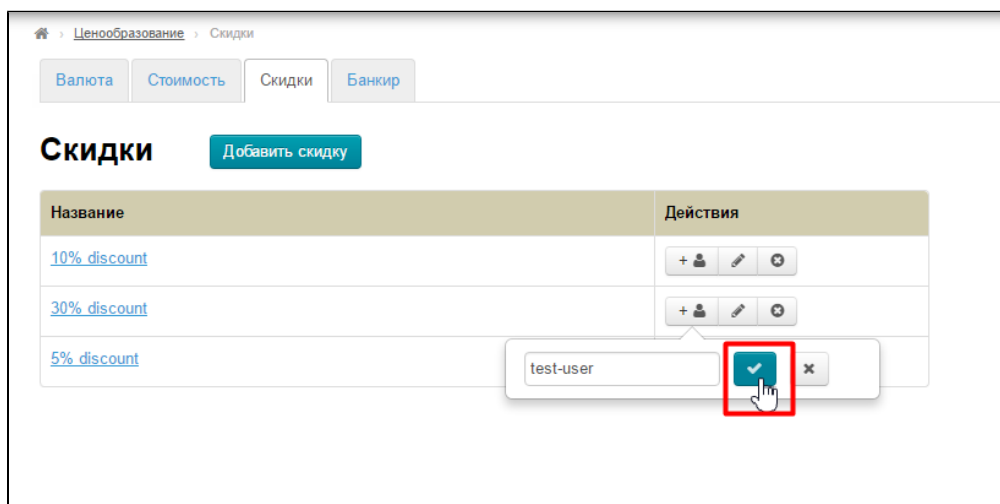 Ценообразование › Скидки
Валюта Стоимость Скидки Банкир
Скидки Добавить скидку
Название Действия
10% discount +
30% discount +
5% discount
test-user